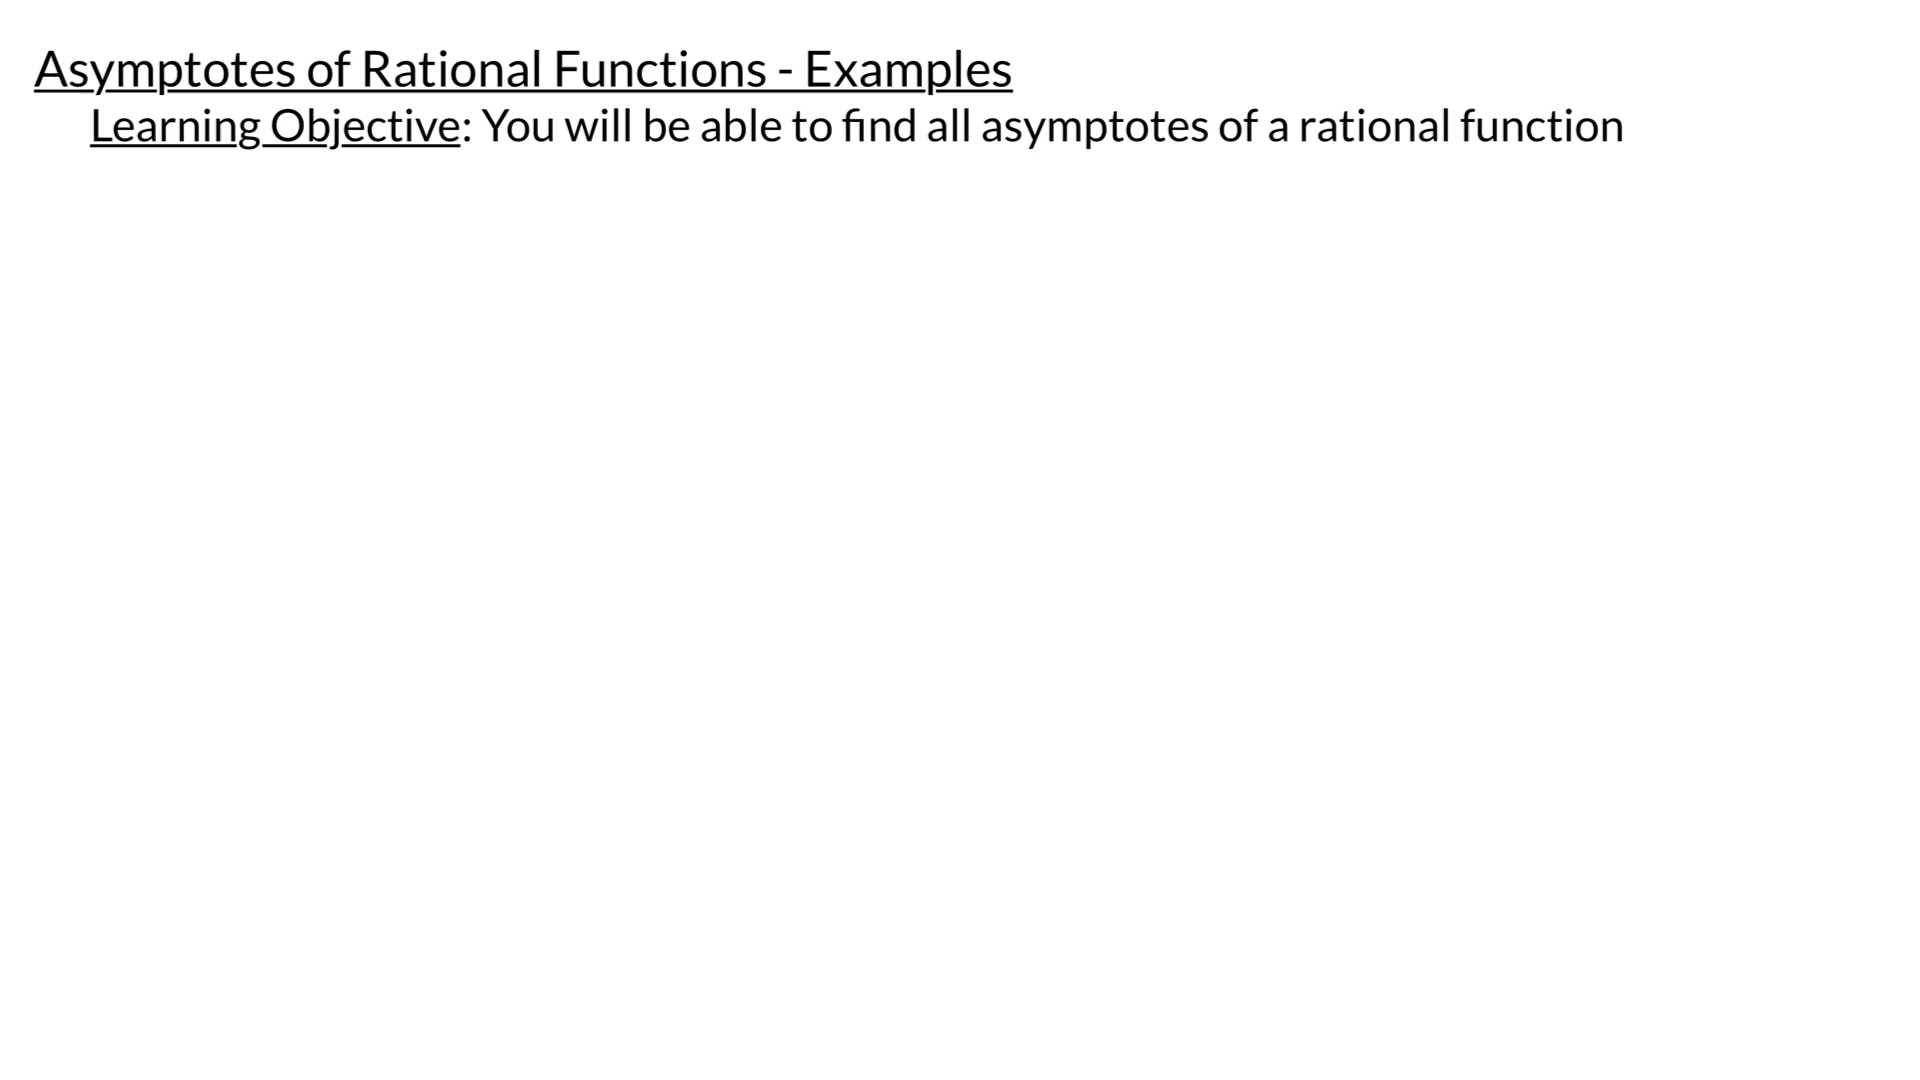 Asymptotes of Rational Functions - Examples
Learning Objective: You will be able to find all asymptotes of a rational function